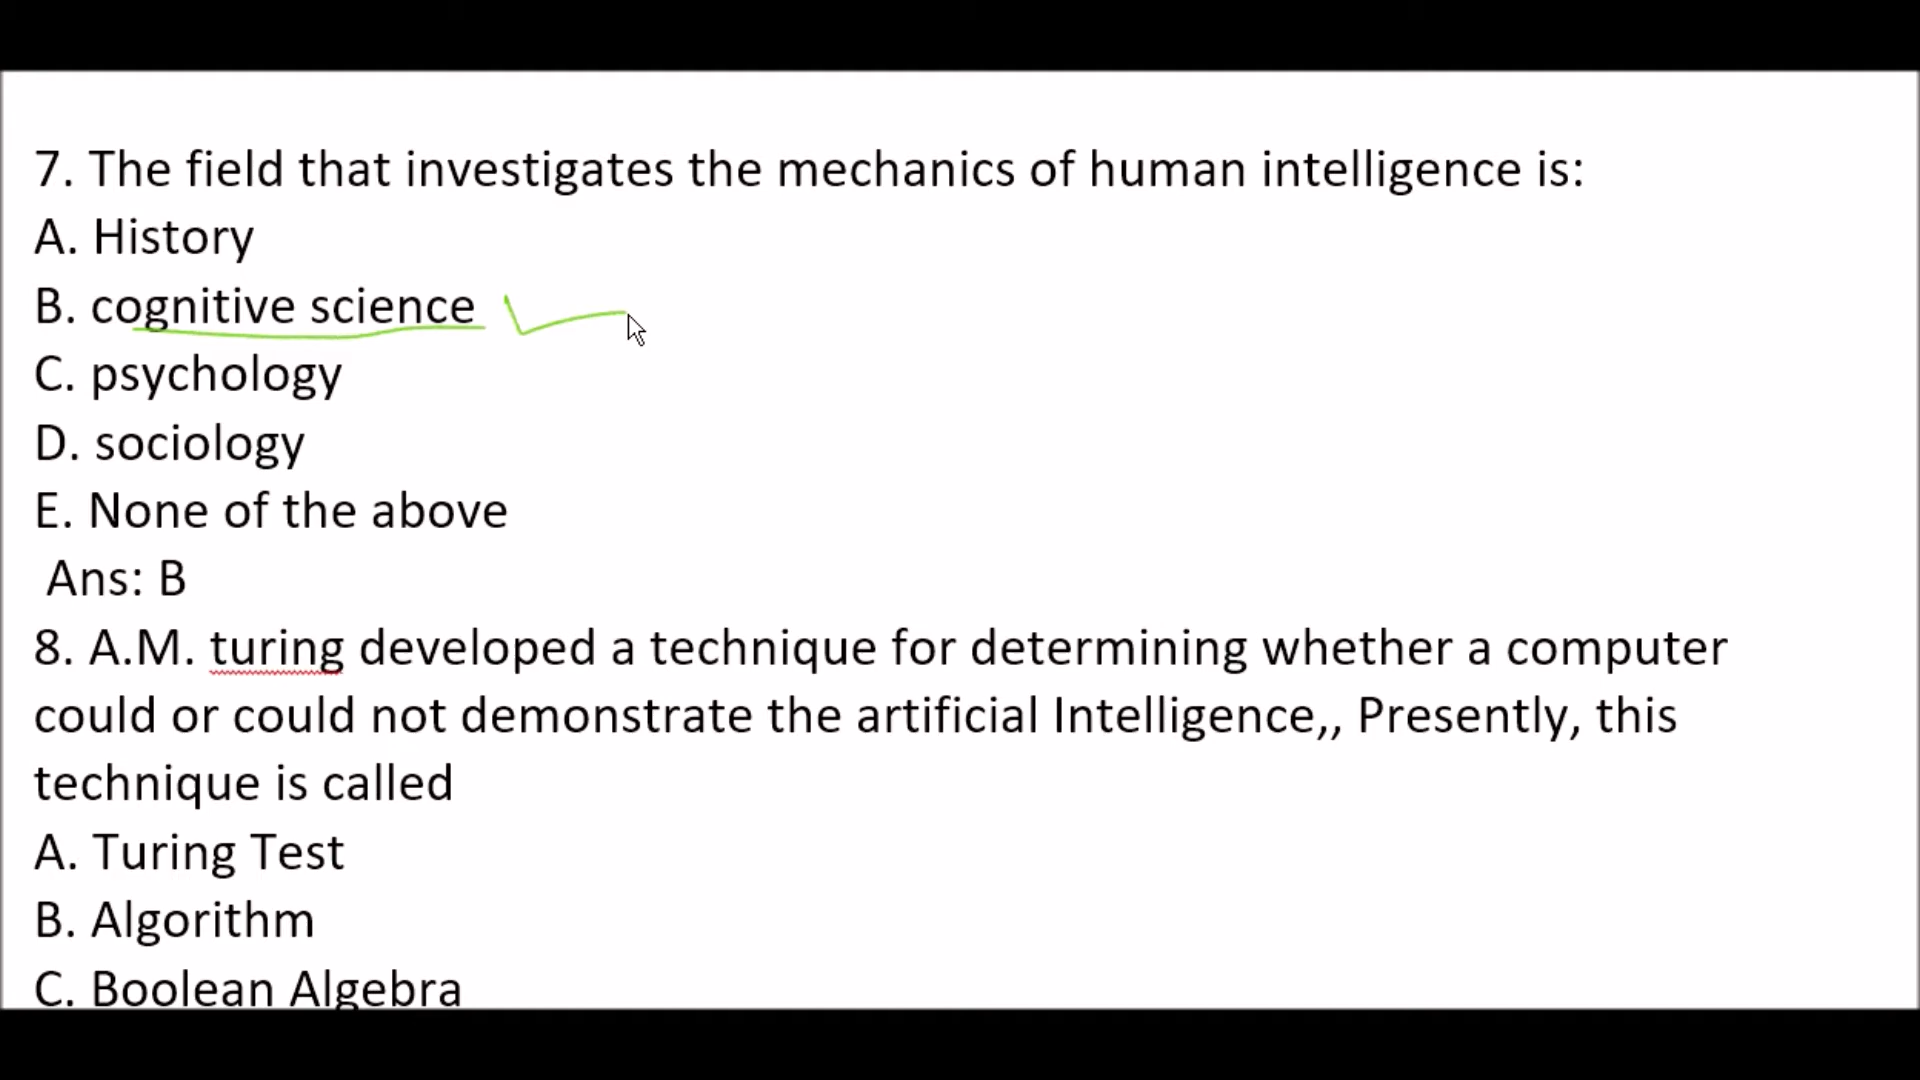 7. The field that investigates the mechanics of human intelligence is:
A. History
B. cognitive science
C. psychology
D. sociology
E. None of the above
Ans: B
8. A.M. turing developed a technique for determining whether a computer
could or could not demonstrate the artificial Intelligence,, Presently, this
technique is called
A. Turing Test
B. Algorithm
C. Boolean Algebra